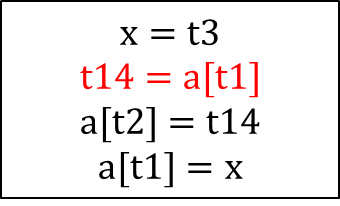 x = t3
t14 = a[t1]
a[t2] = t14
a[t1] = x